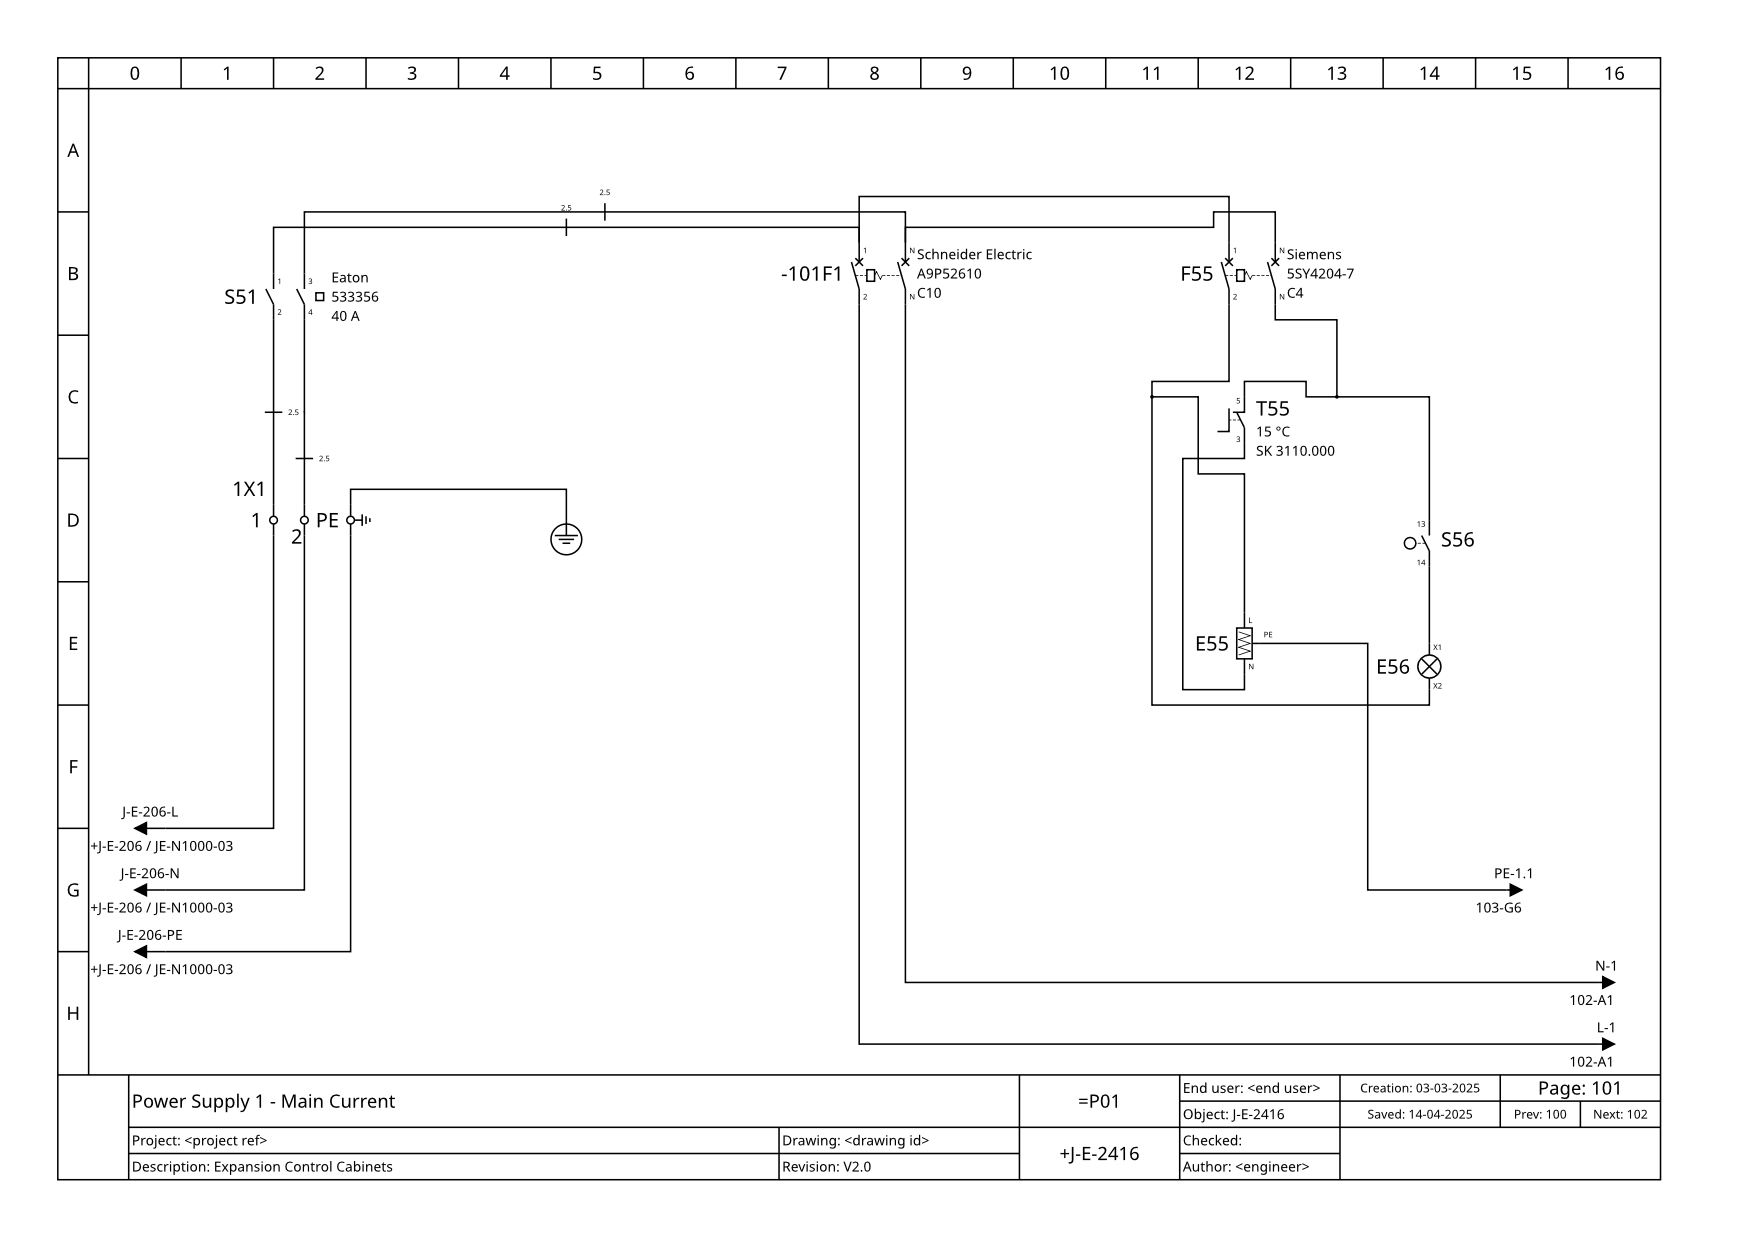 0 1 2 3 4 5 6 7 8 9 10 11 12 13 14 15 16
A
2.5
2.5
B
1 3
Eaton
S51
533356
2 4
40 A
1 N
Schneider Electric
-101F1
A9P52610
2 N
C10
1 N
Siemens
F55
5SY4204-7
2 N
C4
C
2.5
5
T55
15 °C
3
SK 3110.000
2.5
1X1
D
1
2
PE
13
S56
14
E
L
PE
E55
N
X1
E56
X2
F
J-E-206-L
+J-E-206 / JE-N1000-03
G
J-E-206-N
+J-E-206 / JE-N1000-03
PE-1.1
103-G6
J-E-206-PE
+J-E-206 / JE-N1000-03
H
N-1
102-A1
L-1
102-A1
Power Supply 1 - Main Current
=P01
End user: <end user>
Creation: 03-03-2025
Page: 101
Object: J-E-2416
Saved: 14-04-2025
Prev: 100
Next: 102
Project: <project ref>
Drawing: <drawing id>
+J-E-2416
Checked:
Description: Expansion Control Cabinets
Revision: V2.0
Author: <engineer>